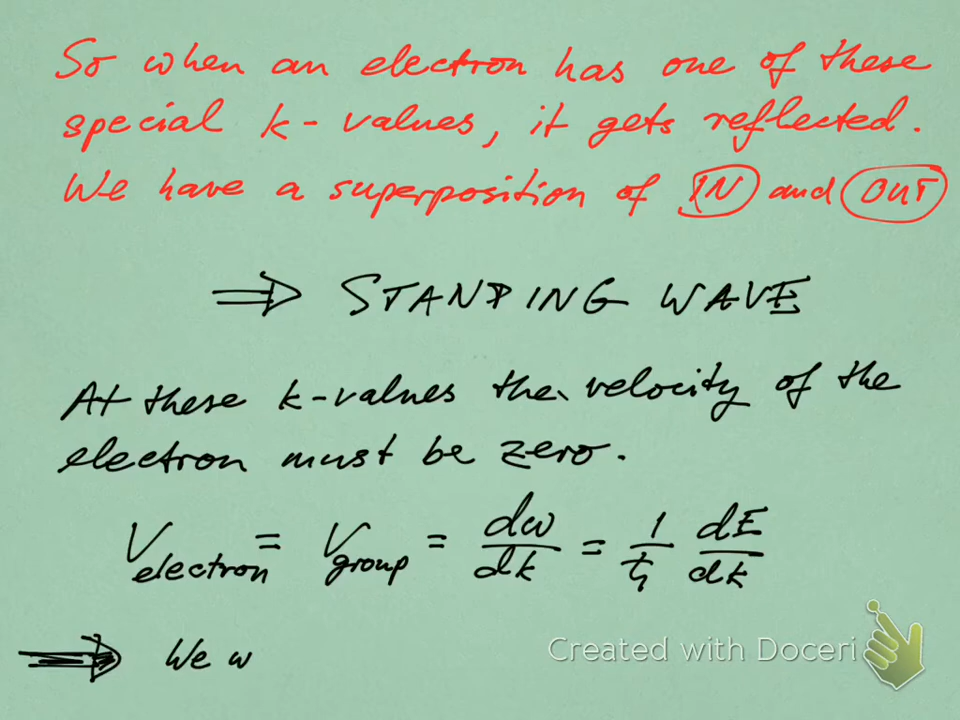 So when an electron has one of these
special k-values, it gets reflected.
We have a superposition of IN and OUT
⇒ STANDING WAVE
At these k-values the velocity of the
electron must be zero.
V_electron = V_group = dω/dk = 1/ħ dE/dk
⇒ We w
Created with Doceri